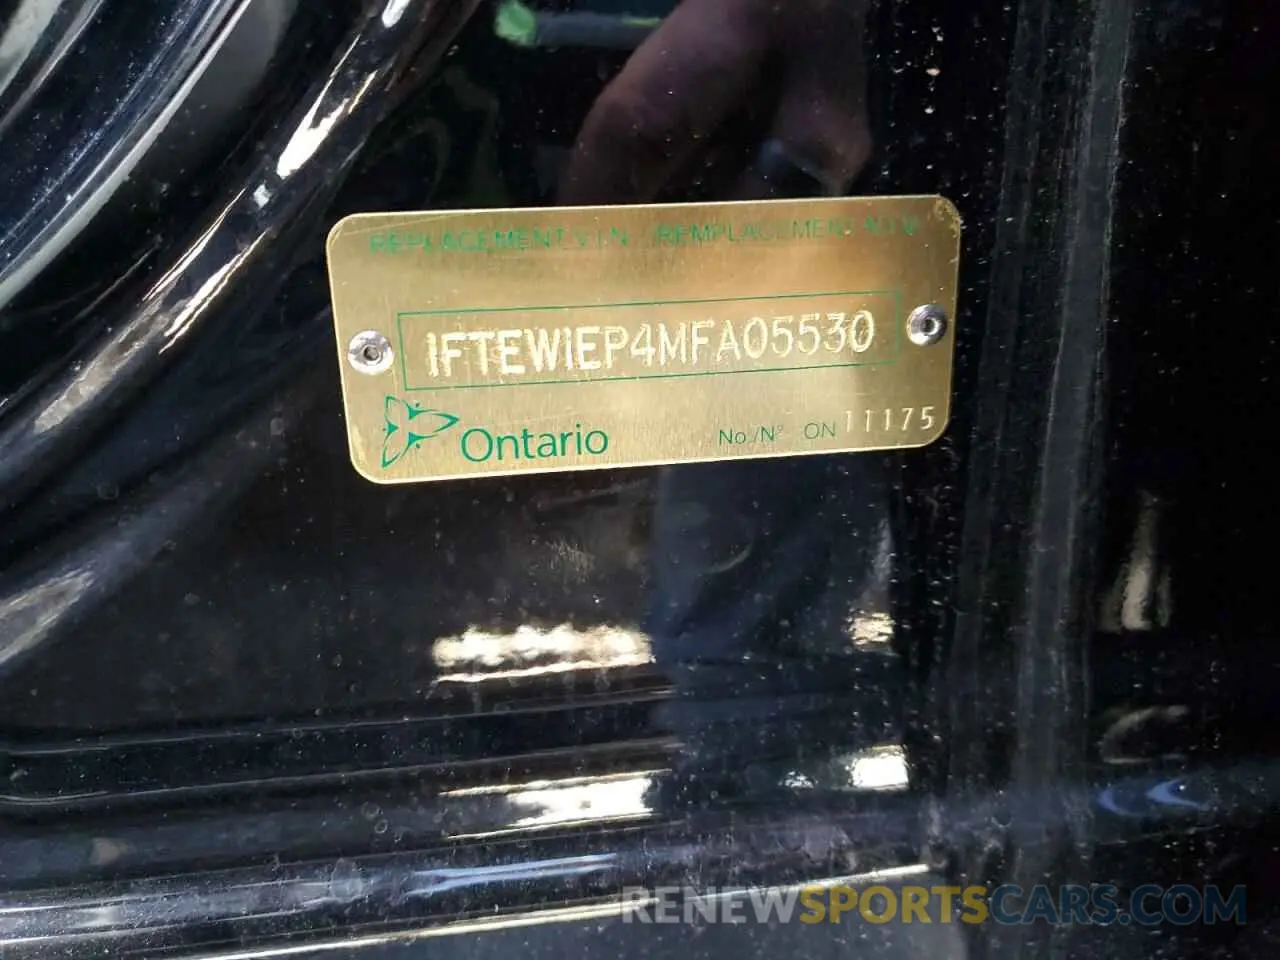 REPLACEMENT V.I.N. / REMPLACEMENT N.I.V.
1FTEW1EP4MFA05530
Ontario No./N° ON 11175
RENEWSPORTSCARS.COM